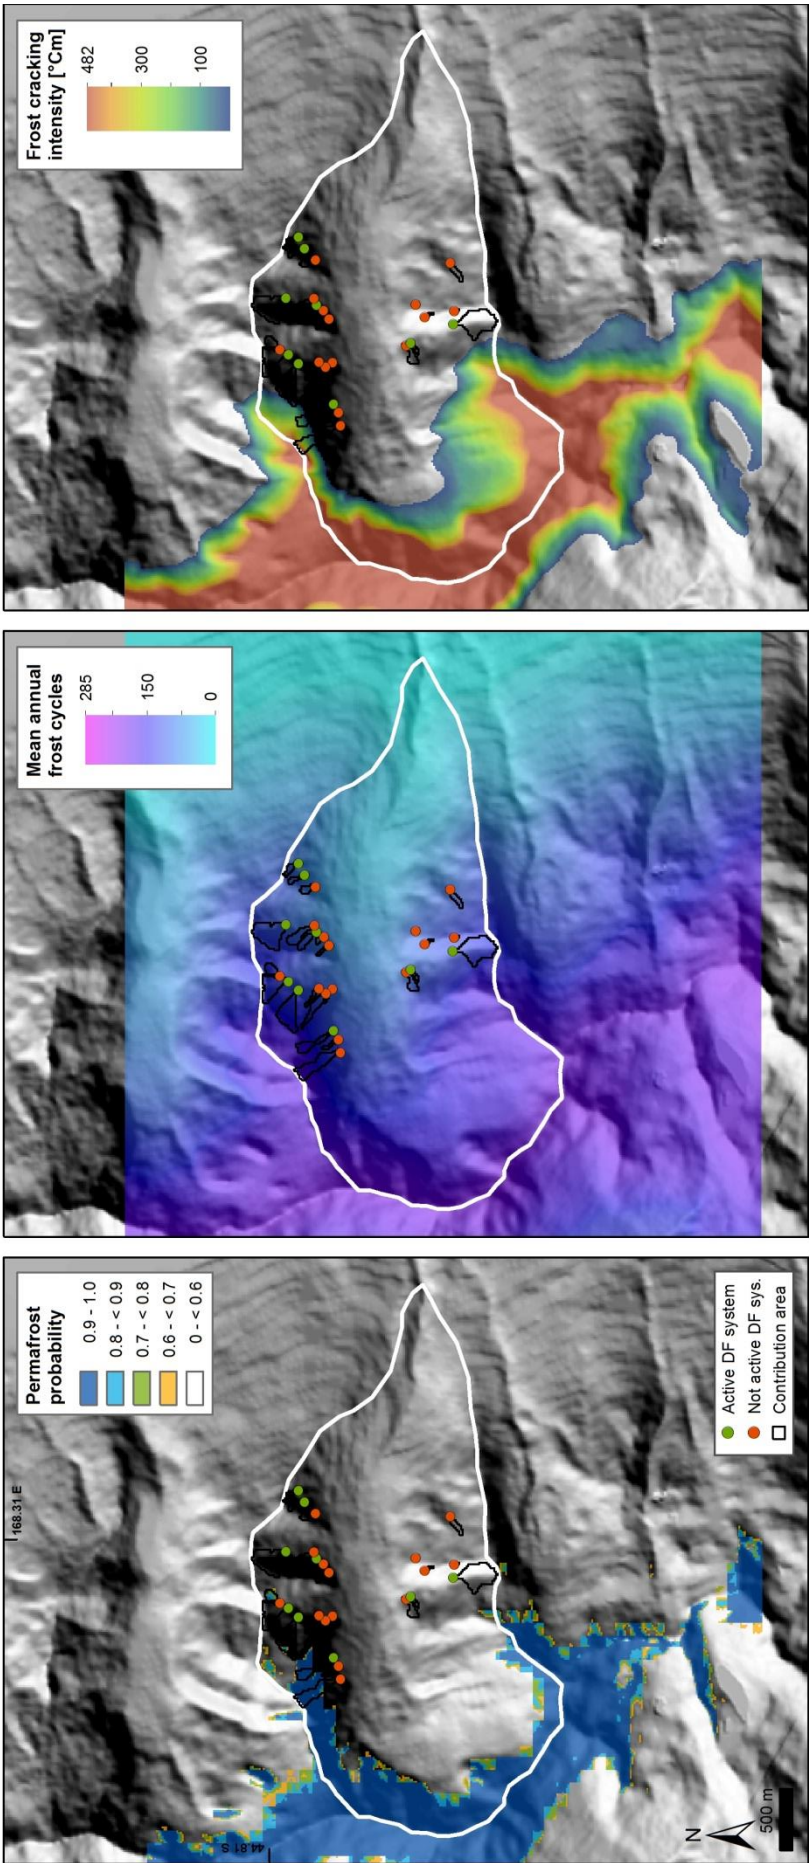 Permafrost
probability
0.9 - 1.0
0.8 - < 0.9
0.7 - < 0.8
0.6 - < 0.7
0 - < 0.6
168.31 E
44.81 S
N
500 m
Active DF system
Not active DF sys.
Contribution area
Mean annual
frost cycles
285
150
0
Frost cracking
intensity [°Cm]
482
300
100